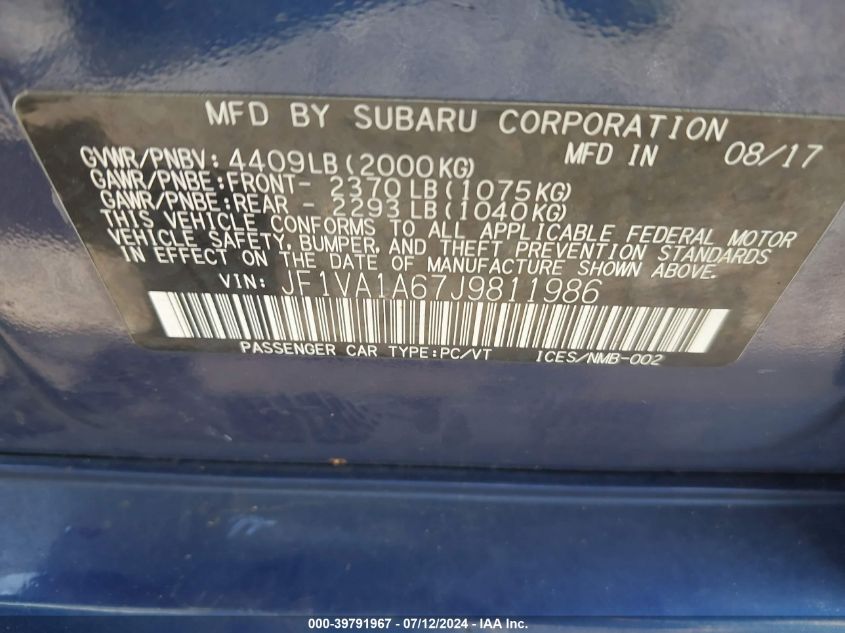 MFD BY SUBARU CORPORATION
GVWR/PNBV: 4409LB(2000KG) MFD IN 08/17
GAWR/PNBE:FRONT- 2370LB(1075KG)
GAWR/PNBE:REAR - 2293LB(1040KG)
THIS VEHICLE CONFORMS TO ALL APPLICABLE FEDERAL MOTOR
VEHICLE SAFETY, BUMPER, AND THEFT PREVENTION STANDARDS
IN EFFECT ON THE DATE OF MANUFACTURE SHOWN ABOVE.
VIN: JF1VA1A67J9811986
PASSENGER CAR TYPE:PC/VT ICES/NMB-002
000-39791967 - 07/12/2024 - IAA Inc.